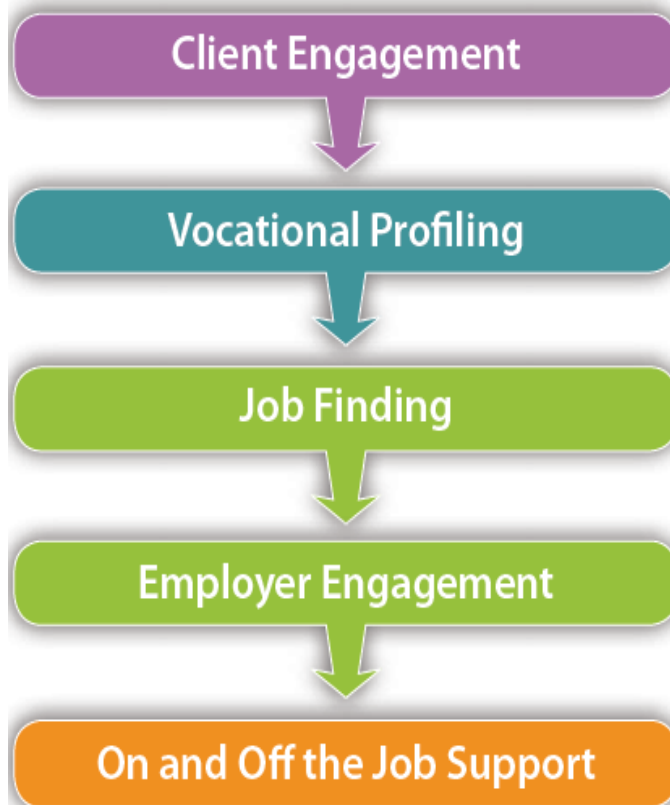 Client Engagement
Vocational Profiling
Job Finding
Employer Engagement
On and Off the Job Support